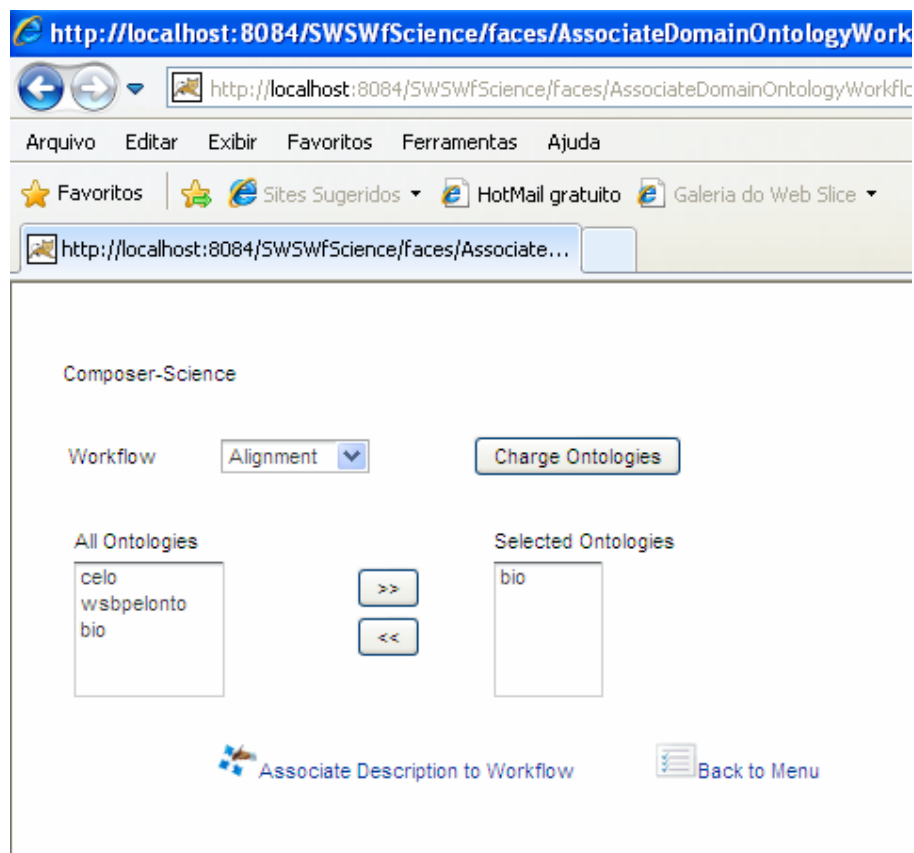 http://localhost:8084/SWSWfScience/faces/AssociateDomainOntologyWork
http://localhost:8084/SWSWfScience/faces/AssociateDomainOntologyWorkflo
Arquivo Editar Exibir Favoritos Ferramentas Ajuda
Favoritos Sites Sugeridos HotMail gratuito Galeria do Web Slice
http://localhost:8084/SWSWfScience/faces/Associate...
Composer-Science
Workflow Alignment Charge Ontologies
All Ontologies Selected Ontologies
celo bio
wsbpelonto
bio
>>
<<
Associate Description to Workflow Back to Menu